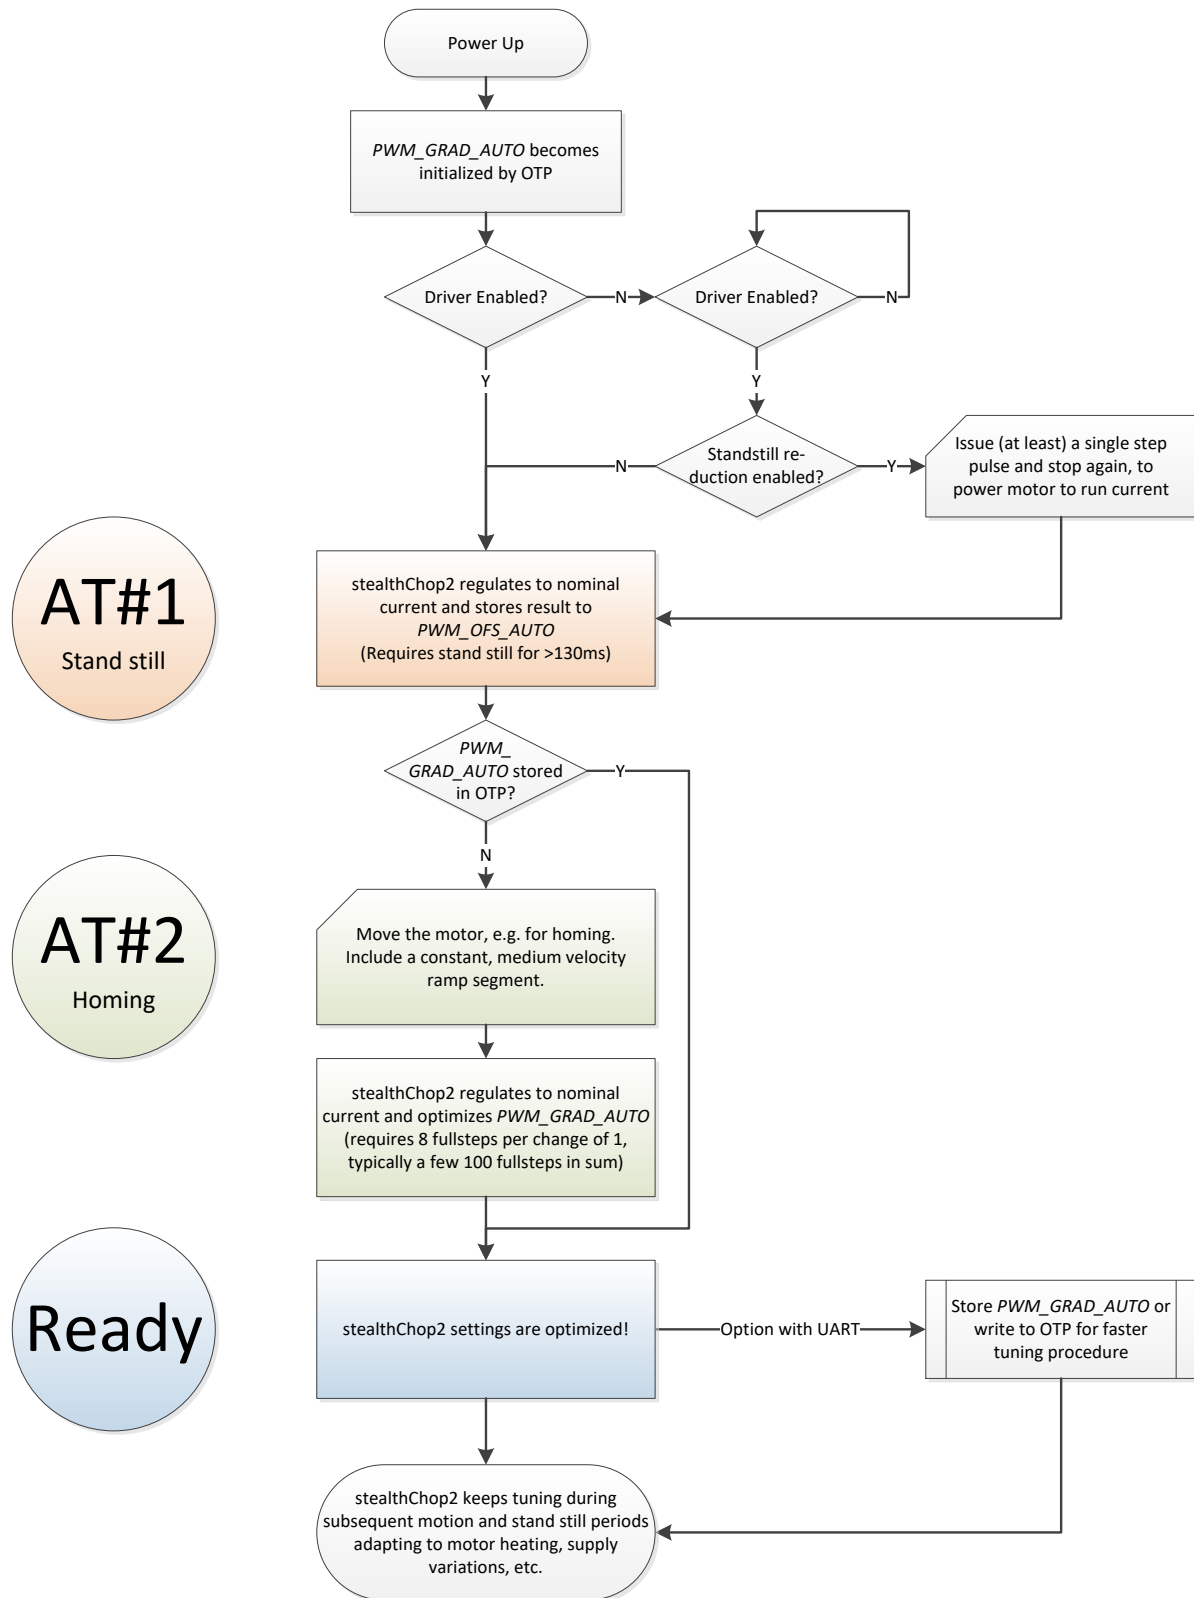 Power Up
PWM_GRAD_AUTO becomes
initialized by OTP
Driver Enabled?
N
Driver Enabled?
N
Y
Y
Standstill re-
duction enabled?
N
Y
Issue (at least) a single step
pulse and stop again, to
power motor to run current
AT#1
Stand still
stealthChop2 regulates to nominal
current and stores result to
PWM_OFS_AUTO
(Requires stand still for >130ms)
PWM_
GRAD_AUTO stored
in OTP?
Y
N
AT#2
Homing
Move the motor, e.g. for homing.
Include a constant, medium velocity
ramp segment.
stealthChop2 regulates to nominal
current and optimizes PWM_GRAD_AUTO
(requires 8 fullsteps per change of 1,
typically a few 100 fullsteps in sum)
Ready
stealthChop2 settings are optimized!
Option with UART
Store PWM_GRAD_AUTO or
write to OTP for faster
tuning procedure
stealthChop2 keeps tuning during
subsequent motion and stand still periods
adapting to motor heating, supply
variations, etc.